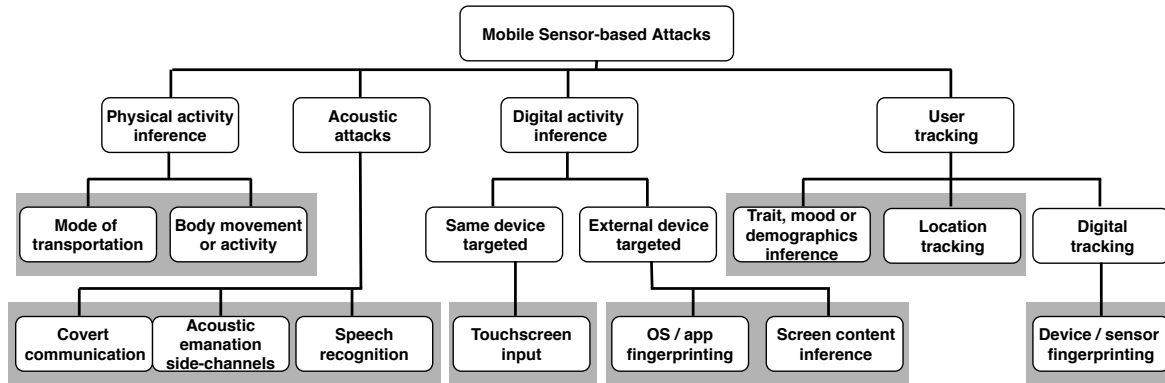 Mobile Sensor-based Attacks
Physical activity
inference
Acoustic
attacks
Digital activity
inference
User
tracking
Mode of
transportation
Body movement
or activity
Same device
targeted
External device
targeted
Trait, mood or
demographics
inference
Location
tracking
Digital
tracking
Covert
communication
Acoustic
emanation
side-channels
Speech
recognition
Touchscreen
input
OS / app
fingerprinting
Screen content
inference
Device / sensor
fingerprinting